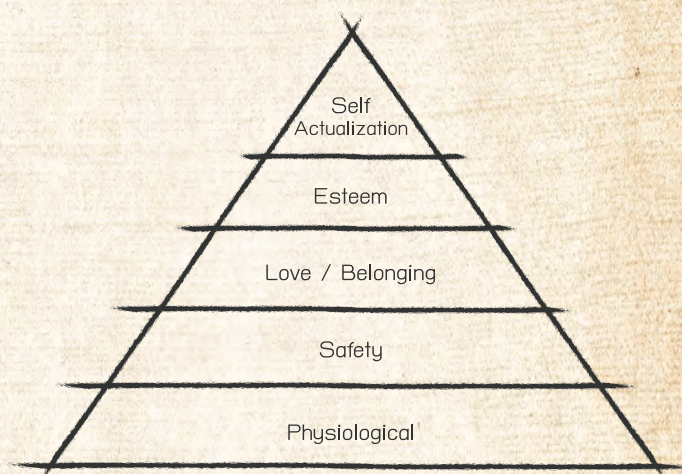 Self
Actualization
Esteem
Love / Belonging
Safety
Physiological